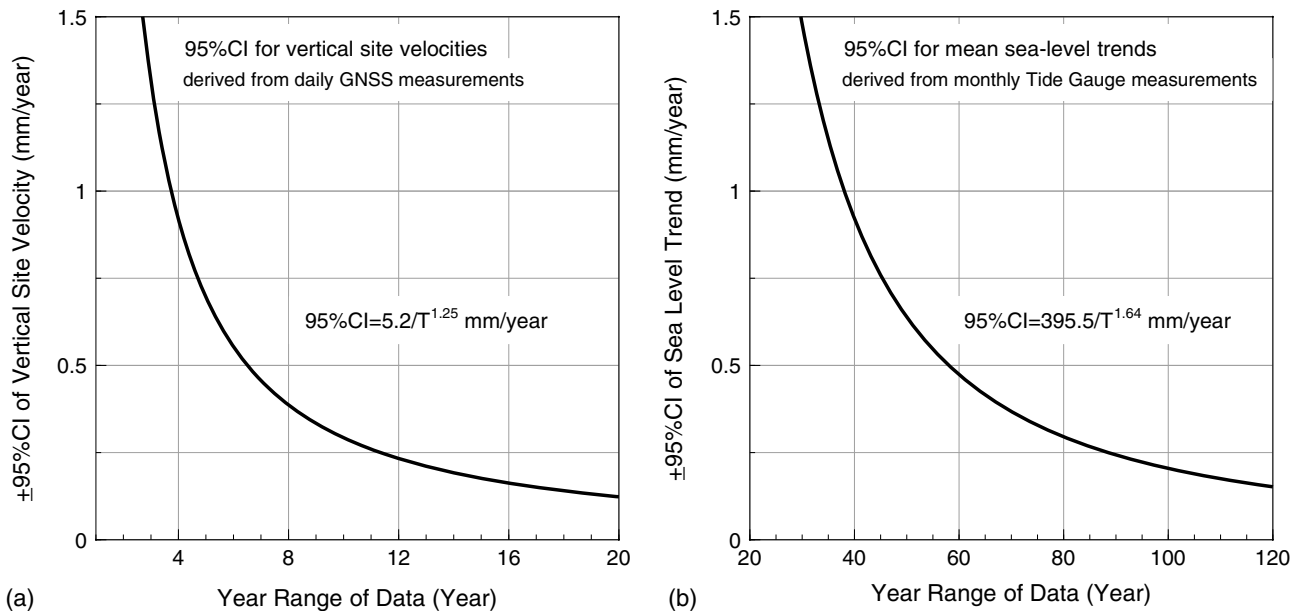 1.5
1
0.5
0
±95%CI of Vertical Site Velocity (mm/year)
95%CI for vertical site velocities
derived from daily GNSS measurements
95%CI=5.2/T^1.25 mm/year
4 8 12 16 20
(a)
Year Range of Data (Year)
1.5
1
0.5
0
±95%CI of Sea Level Trend (mm/year)
95%CI for mean sea-level trends
derived from monthly Tide Gauge measurements
95%CI=395.5/T^1.64 mm/year
20 40 60 80 100 120
(b)
Year Range of Data (Year)